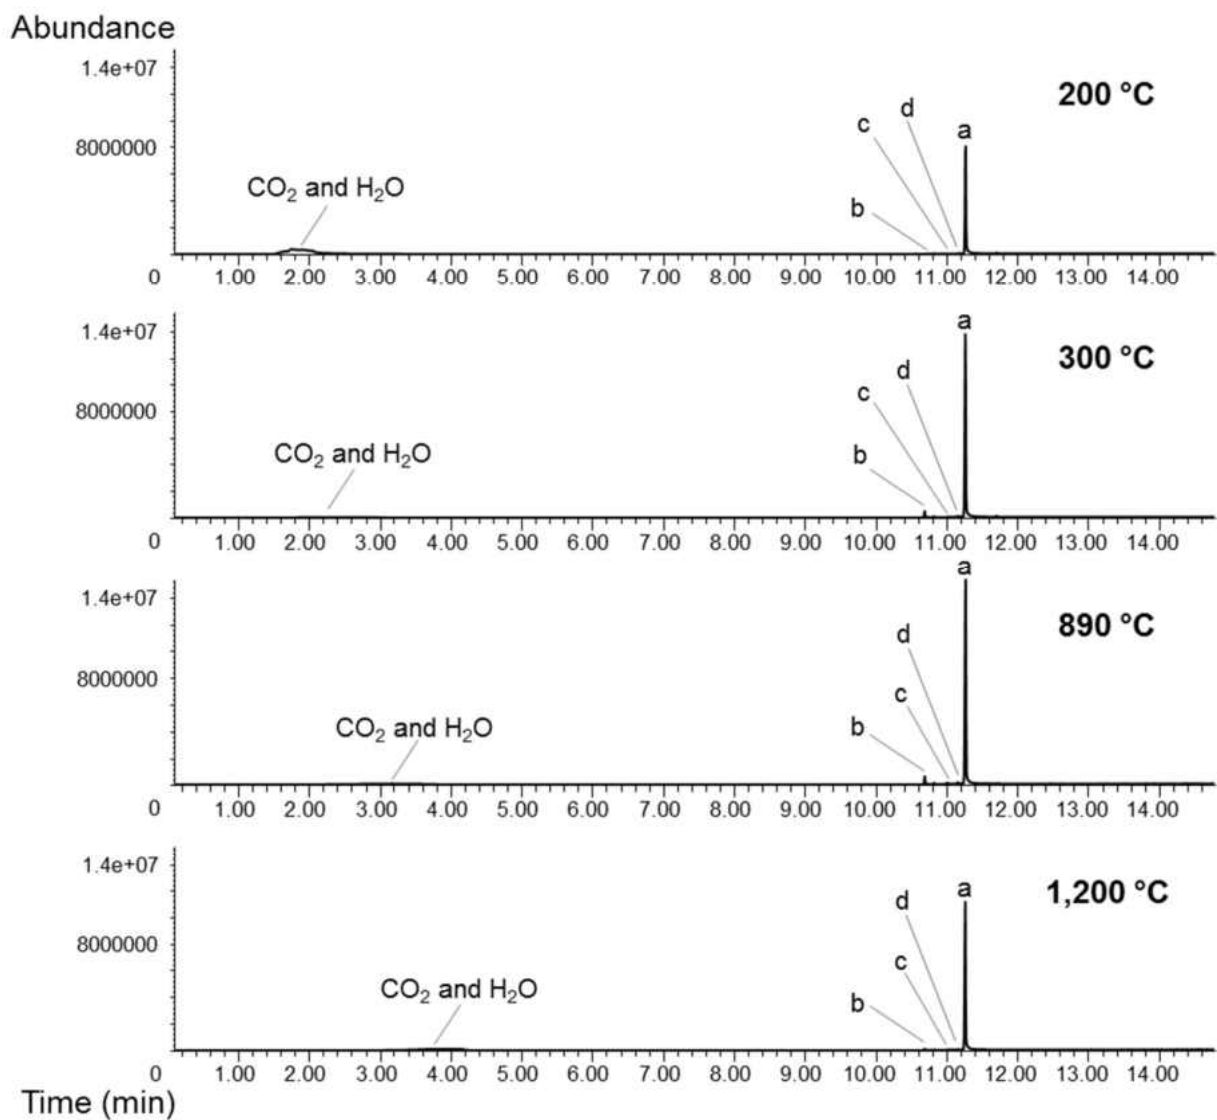 Abundance
1.4e+07
200 °C
d
c
a
8000000
CO₂ and H₂O
b
0 1.00 2.00 3.00 4.00 5.00 6.00 7.00 8.00 9.00 10.00 11.00 12.00 13.00 14.00
a
1.4e+07
300 °C
d
c
8000000
CO₂ and H₂O
b
0 1.00 2.00 3.00 4.00 5.00 6.00 7.00 8.00 9.00 10.00 11.00 12.00 13.00 14.00
a
1.4e+07
890 °C
d
8000000
c
CO₂ and H₂O
b
0 1.00 2.00 3.00 4.00 5.00 6.00 7.00 8.00 9.00 10.00 11.00 12.00 13.00 14.00
1.4e+07
a
1,200 °C
d
8000000
c
CO₂ and H₂O
b
0 1.00 2.00 3.00 4.00 5.00 6.00 7.00 8.00 9.00 10.00 11.00 12.00 13.00 14.00
Time (min)